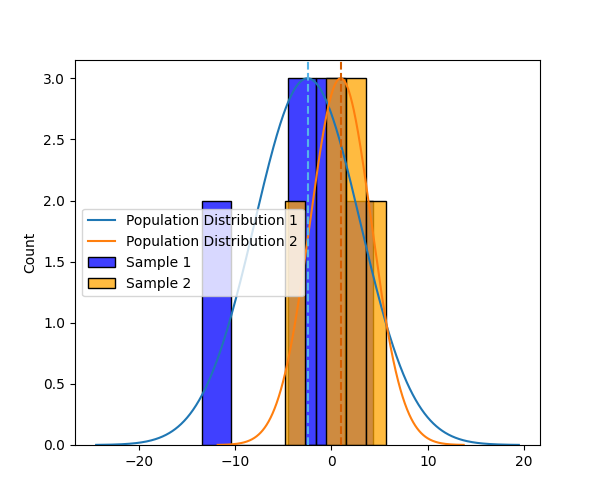 3.0
2.5
2.0
1.5
1.0
0.5
0.0
Count
Population Distribution 1
Population Distribution 2
Sample 1
Sample 2
−20
−10
0
10
20